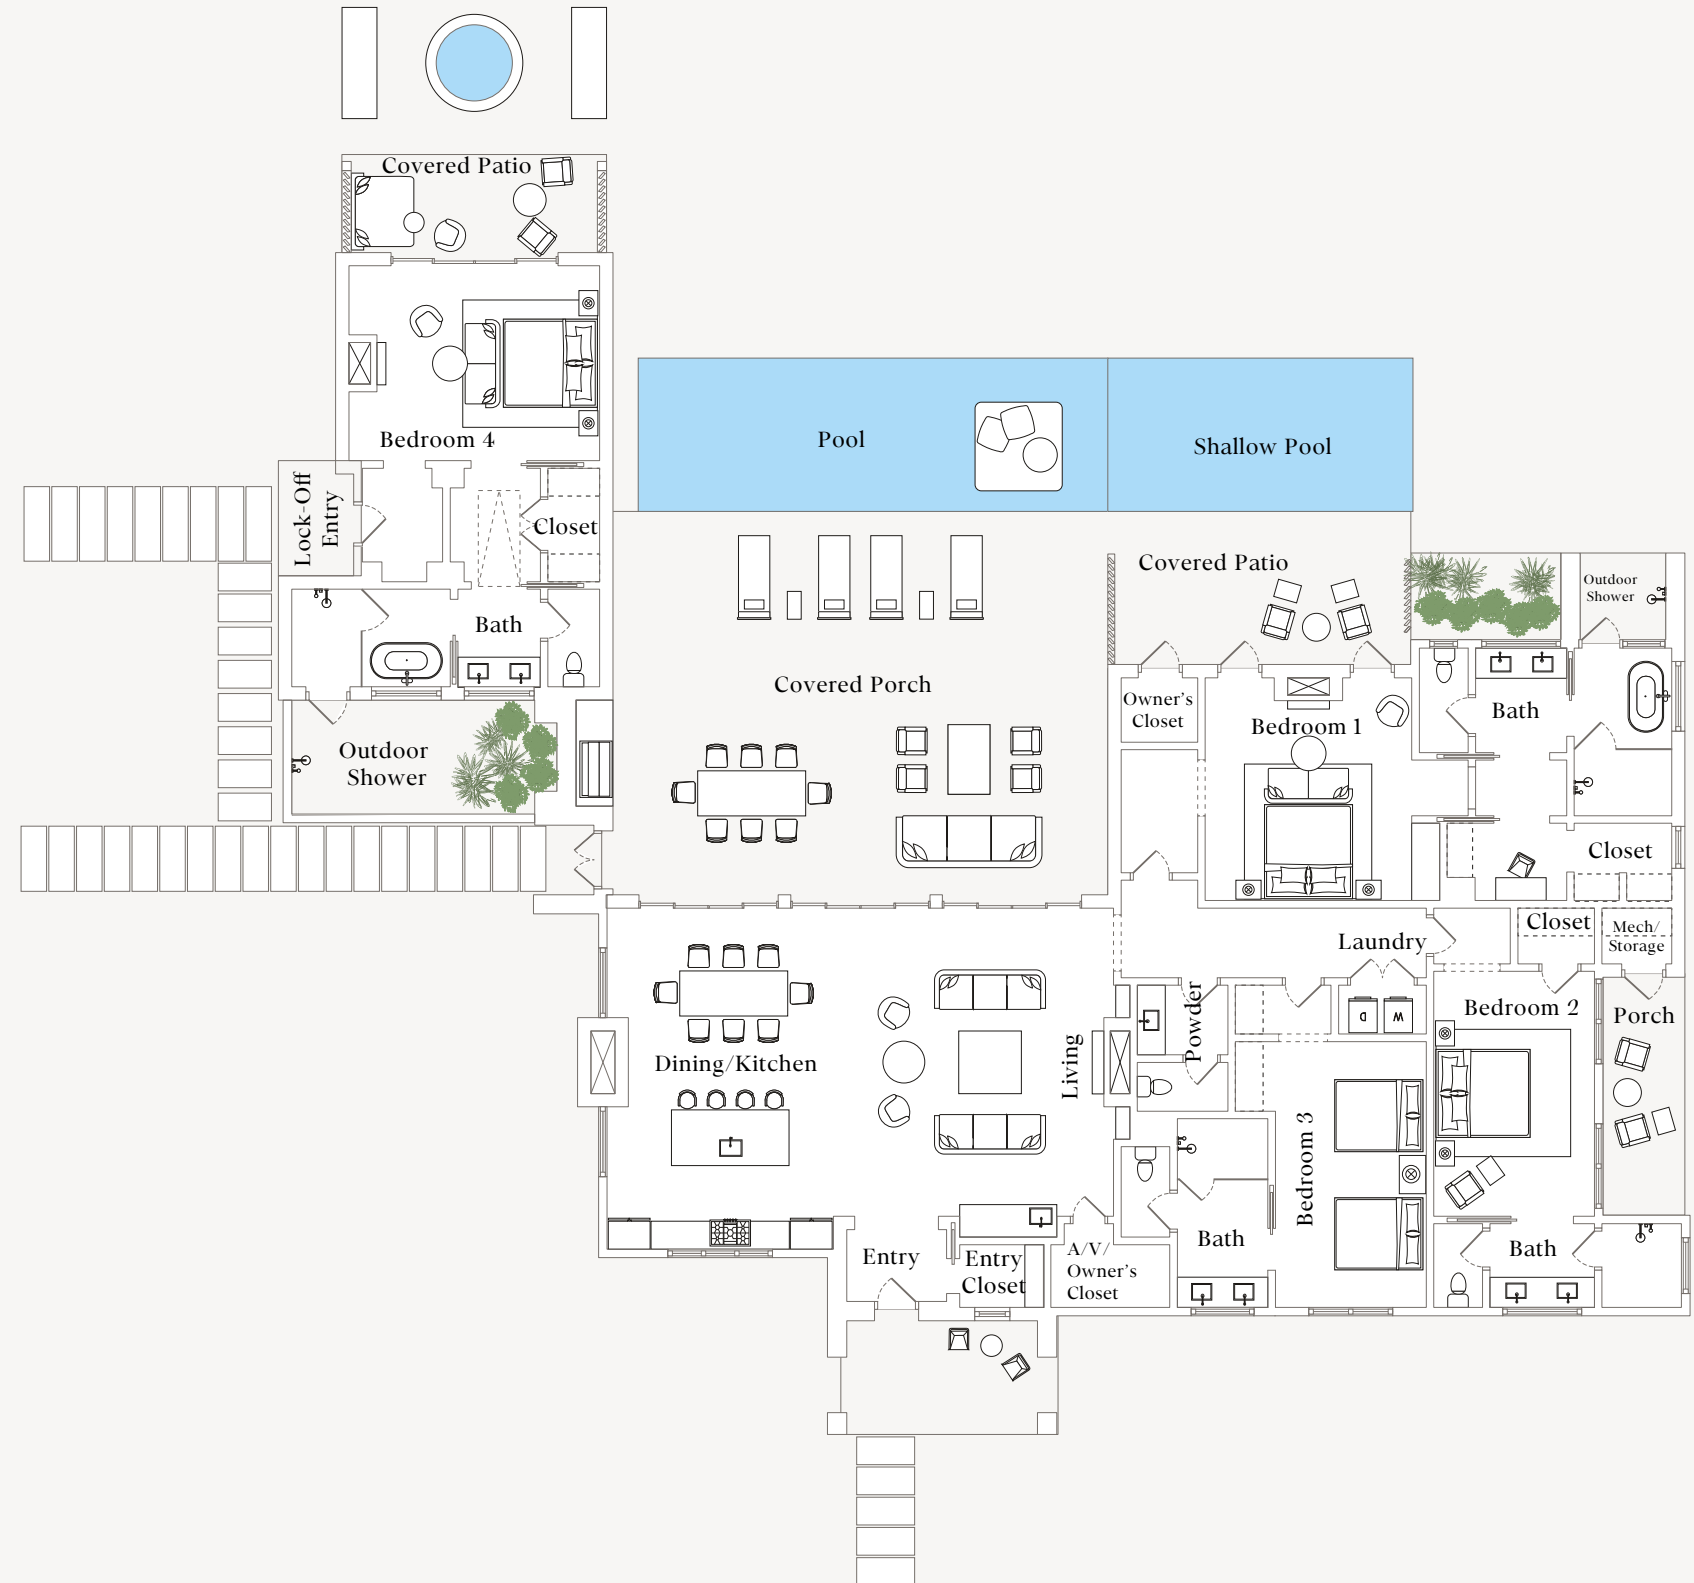 Covered Patio
Bedroom 4
Lock-Off
Entry
Closet
Bath
Outdoor
Shower
Pool
Shallow Pool
Covered Patio
Covered Porch
Outdoor
Shower
Owner's
Closet
Bedroom 1
Bath
Closet
Laundry
Closet
Mech/
Storage
Dining/Kitchen
Living
Powder
D
W
Bedroom 2
Porch
Bedroom 3
Entry
Entry
Closet
A/V/
Owner's
Closet
Bath
Bath